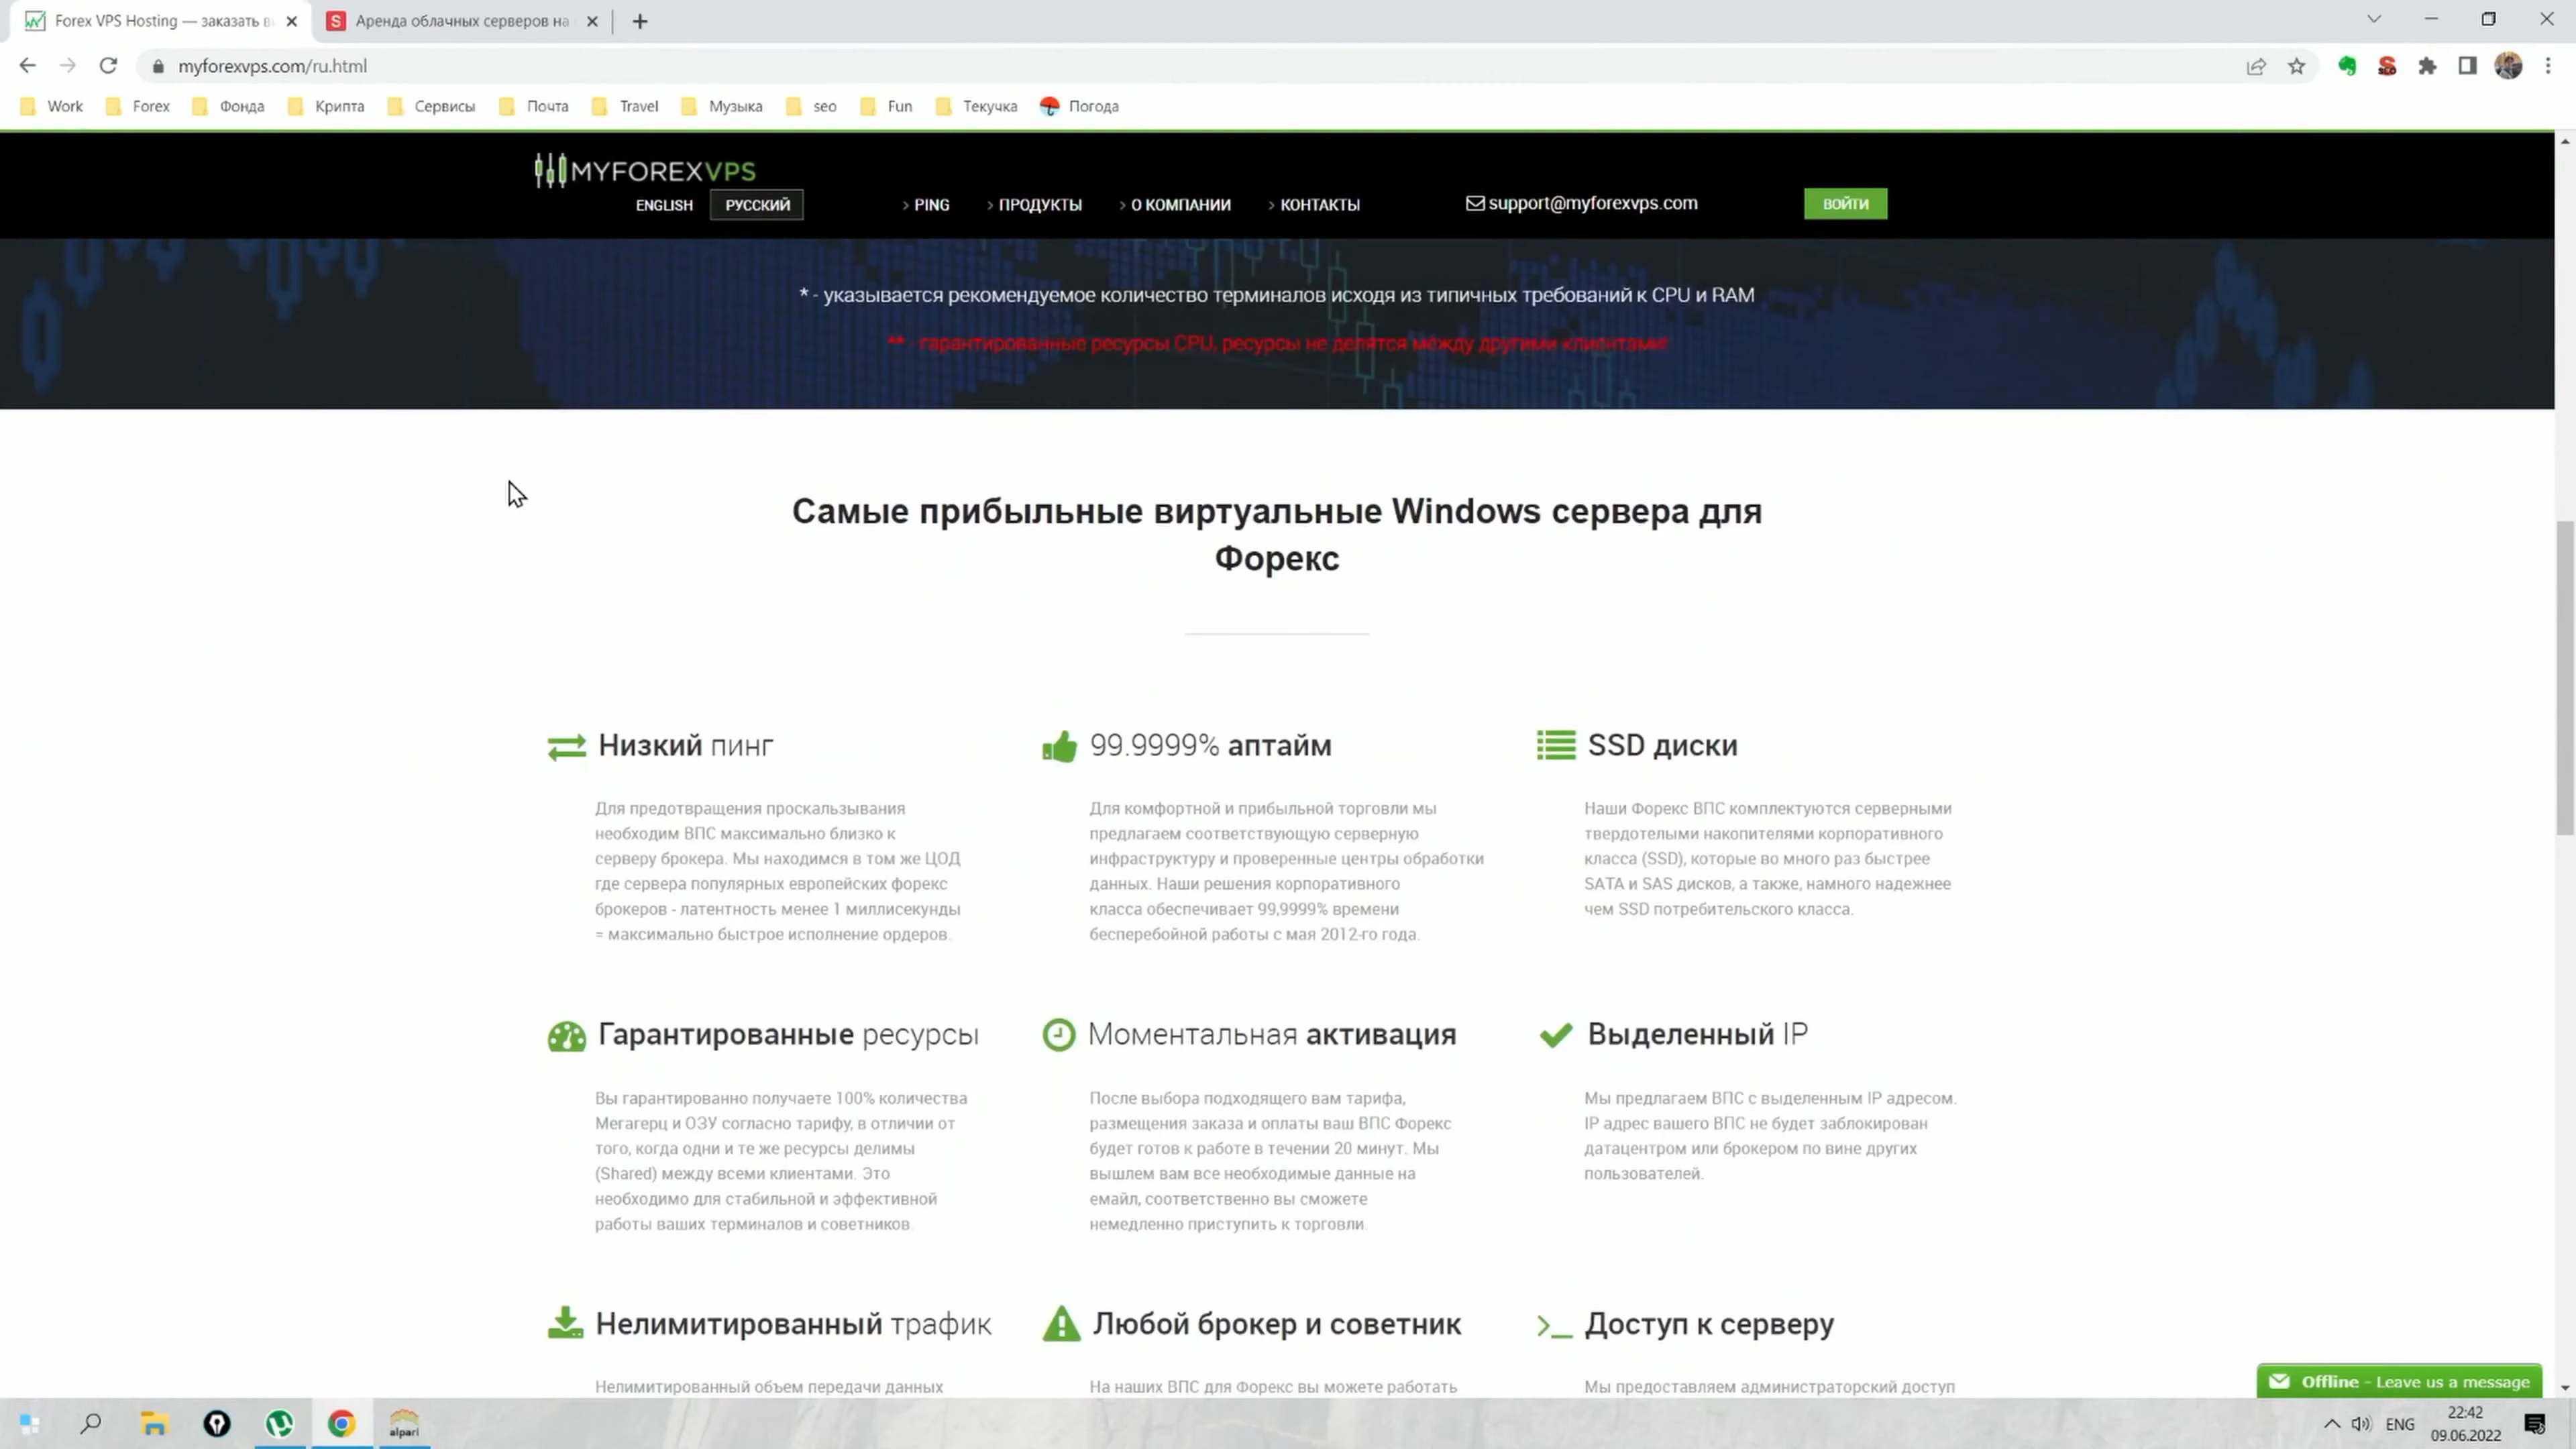 Forex VPS Hosting — заказать в
Аренда облачных серверов на
myforexvps.com/ru.html
Work
Forex
Фонда
Крипта
Сервисы
Почта
Travel
Музыка
seo
Fun
Текучка
Погода
MYFOREXVPS
ENGLISH
РУССКИЙ
> PING
> ПРОДУКТЫ
> О КОМПАНИИ
> КОНТАКТЫ
support@myforexvps.com
ВОЙТИ
* - указывается рекомендуемое количество терминалов исходя из типичных требований к CPU и RAM
** - гарантированные ресурсы CPU, ресурсы не делятся между другими клиентами!
Самые прибыльные виртуальные Windows сервера для
Форекс
Низкий пинг
Для предотвращения проскальзывания
необходим ВПС максимально близко к
серверу брокера. Мы находимся в том же ЦОД
где сервера популярных европейских форекс
брокеров - латентность менее 1 миллисекунды
= максимально быстрое исполнение ордеров.
99.9999% аптайм
Для комфортной и прибыльной торговли мы
предлагаем соответствующую серверную
инфраструктуру и проверенные центры обработки
данных. Наши решения корпоративного
класса обеспечивает 99,9999% времени
бесперебойной работы с мая 2012-го года.
SSD диски
Наши Форекс ВПС комплектуются серверными
твердотелыми накопителями корпоративного
класса (SSD), которые во много раз быстрее
SATA и SAS дисков, а также, намного надежнее
чем SSD потребительского класса.
Гарантированные ресурсы
Вы гарантированно получаете 100% количества
Мегагерц и ОЗУ согласно тарифу, в отличии от
того, когда одни и те же ресурсы делимы
(Shared) между всеми клиентами. Это
необходимо для стабильной и эффективной
работы ваших терминалов и советников.
Моментальная активация
После выбора подходящего вам тарифа,
размещения заказа и оплаты ваш ВПС Форекс
будет готов к работе в течении 20 минут. Мы
вышлем вам все необходимые данные на
емайл, соответственно вы сможете
немедленно приступить к торговли.
Выделенный IP
Мы предлагаем ВПС с выделенным IP адресом.
IP адрес вашего ВПС не будет заблокирован
датацентром или брокером по вине других
пользователей.
Нелимитированный трафик
Нелимитированный объем передачи данных
Любой брокер и советник
На наших ВПС для Форекс вы можете работать
Доступ к серверу
Мы предоставляем администраторский доступ
Offline - Leave us a message
alpari
ENG
22:42
09.06.2022